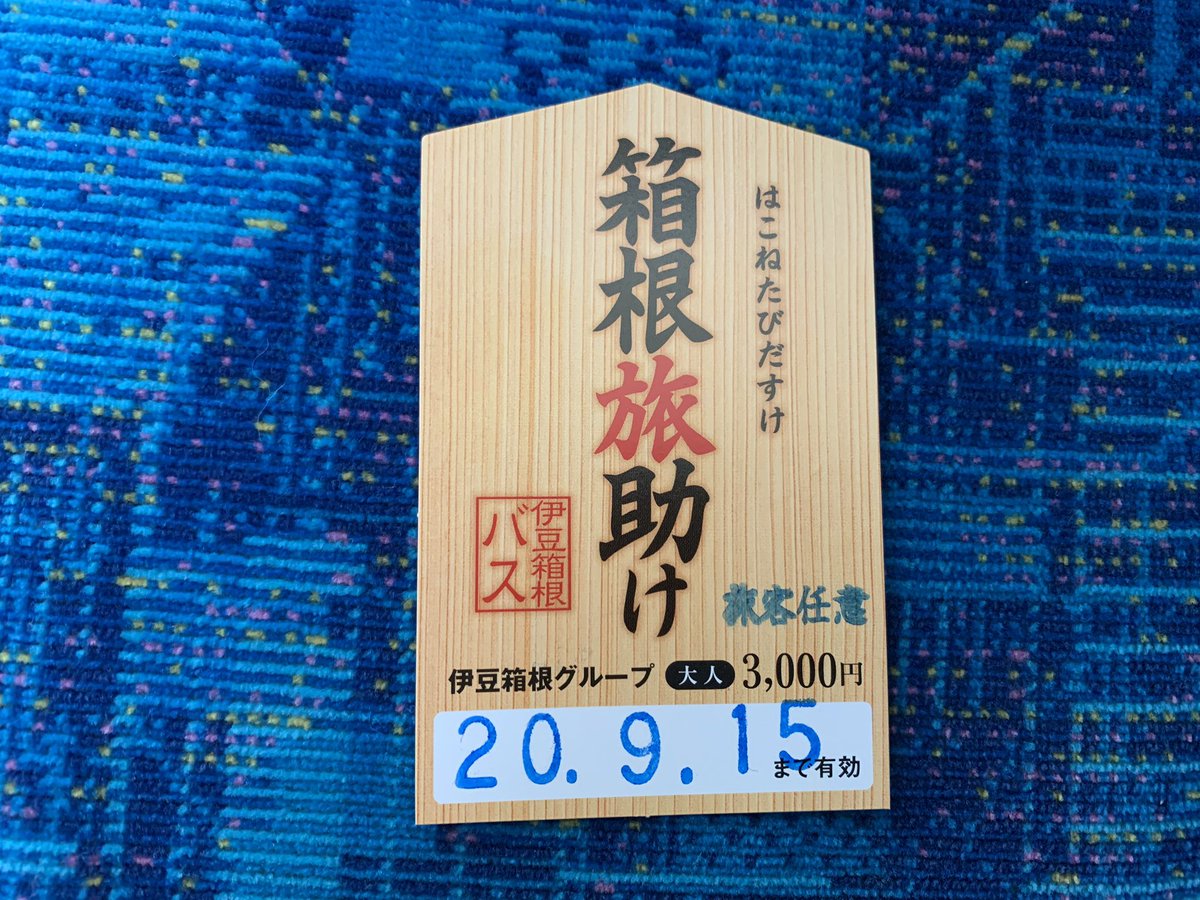 はこねたびだすけ
箱根旅助け
伊豆箱根
バス
旅客任意
伊豆箱根グループ 大人 3,000円
20.9.15
まで有効